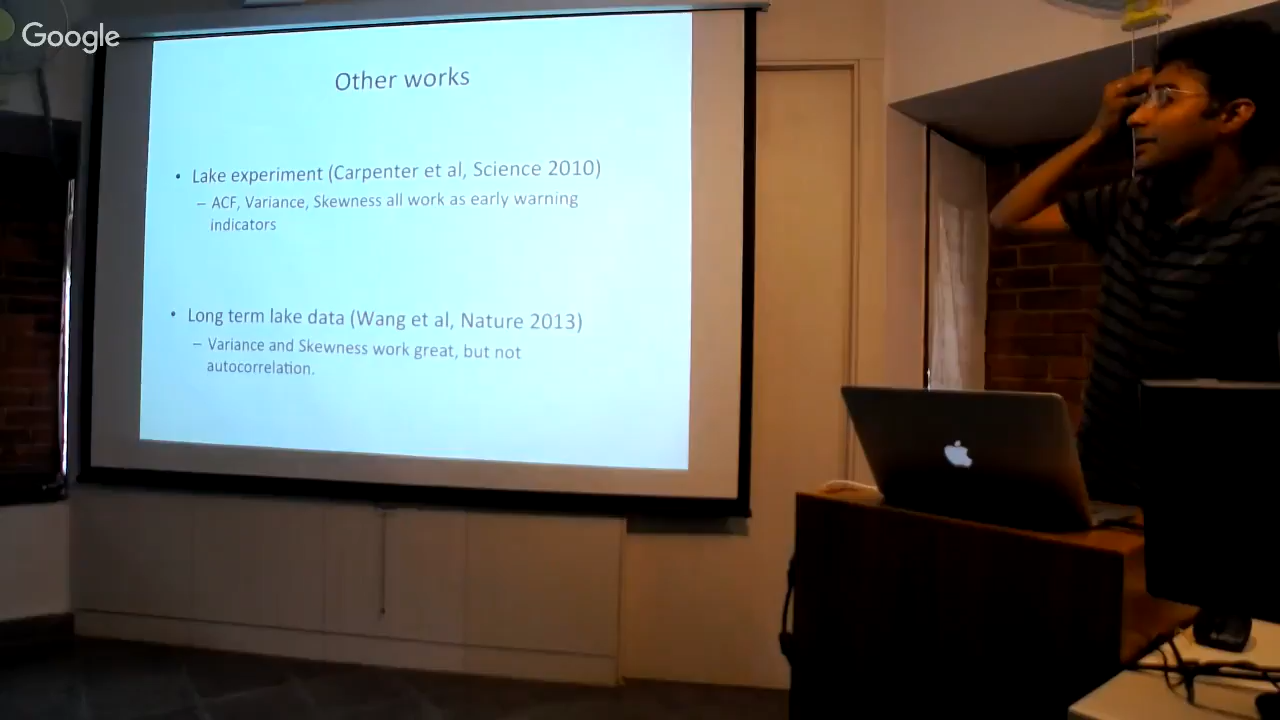 Google
Other works
• Lake experiment (Carpenter et al, Science 2010)
– ACF, Variance, Skewness all work as early warning
indicators
• Long term lake data (Wang et al, Nature 2013)
– Variance and Skewness work great, but not
autocorrelation.